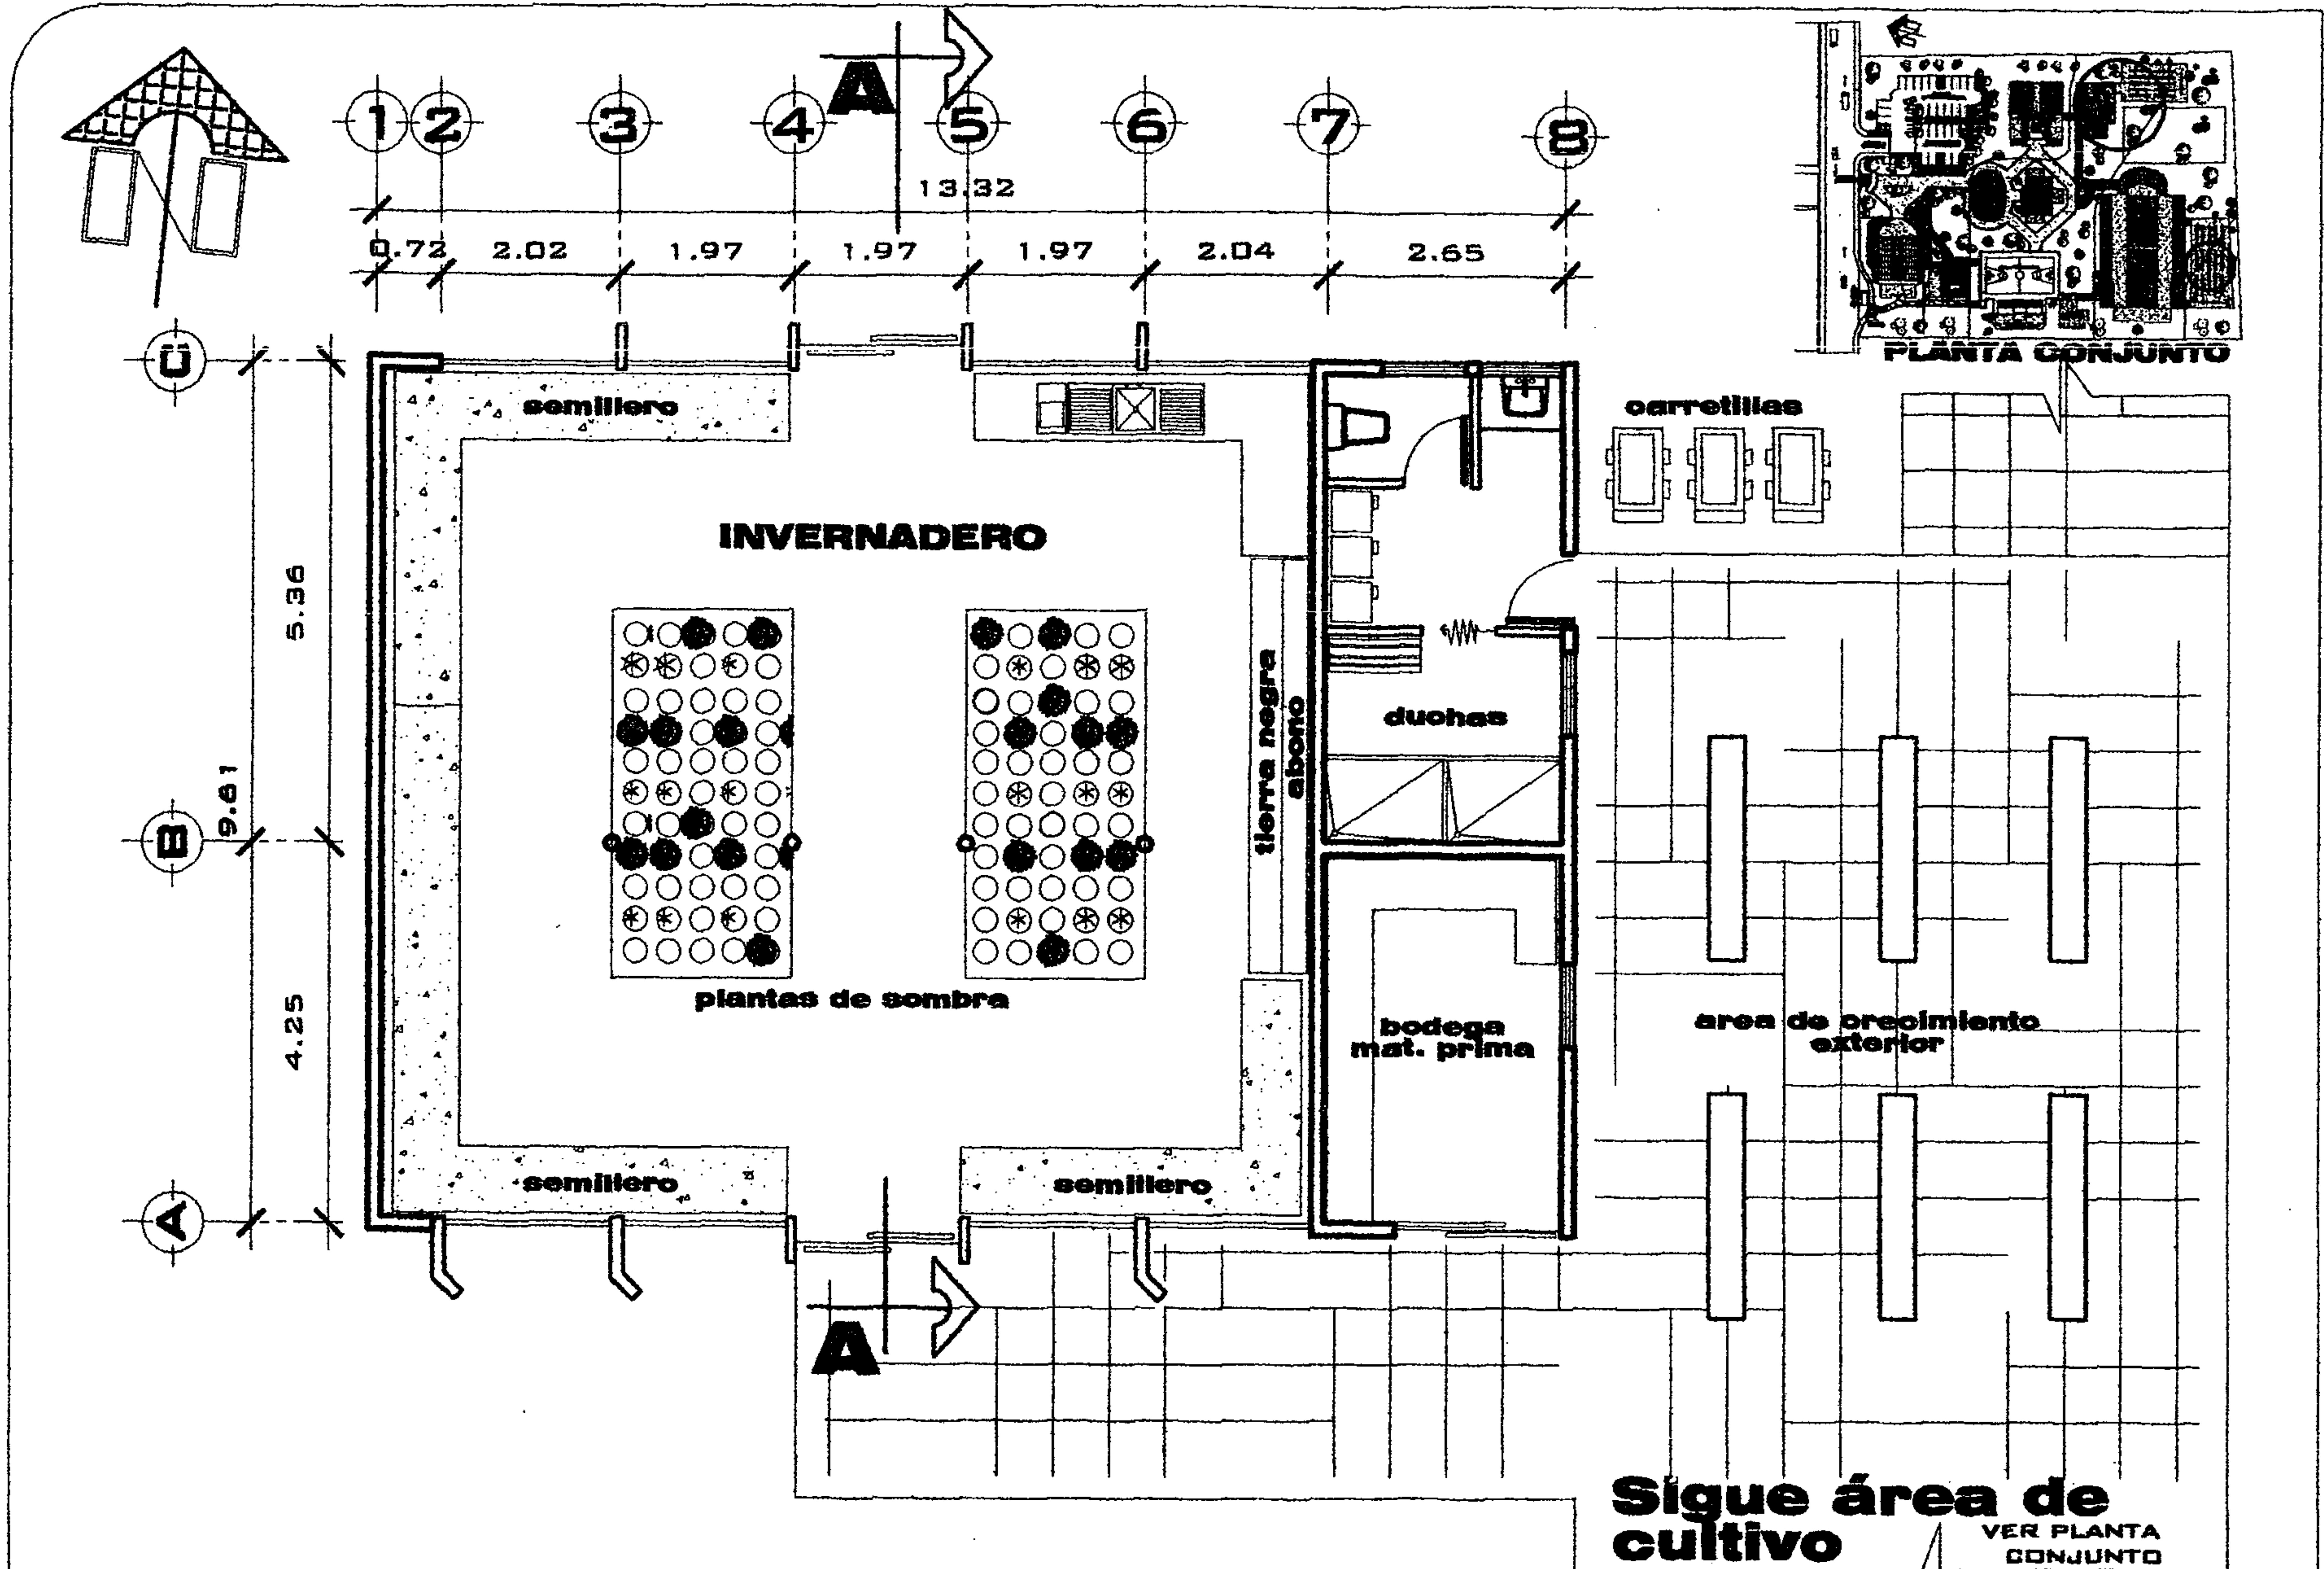 A
1 2 3 4 5 6 7 8
13.32
0.72 2.02 1.97 1.97 1.97 2.04 2.65
PLANTA CONJUNTO
C
semillero
carretillas
INVERNADERO
5.36
tierra negra
abono
duchas
9.61
B
plantas de sombra
4.25
bodega
mat. prima
area de crecimiento
exterior
semillero
semillero
A
A
Sigue área de
cultivo
VER PLANTA
CONJUNTO